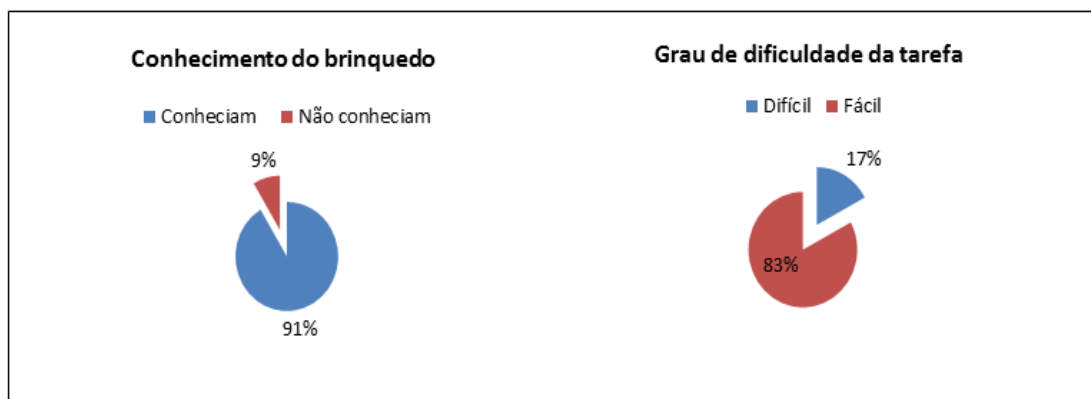 Conhecimento do brinquedo
Conheciam Não conheciam
9%
91%
Grau de dificuldade da tarefa
Difícil Fácil
17%
83%